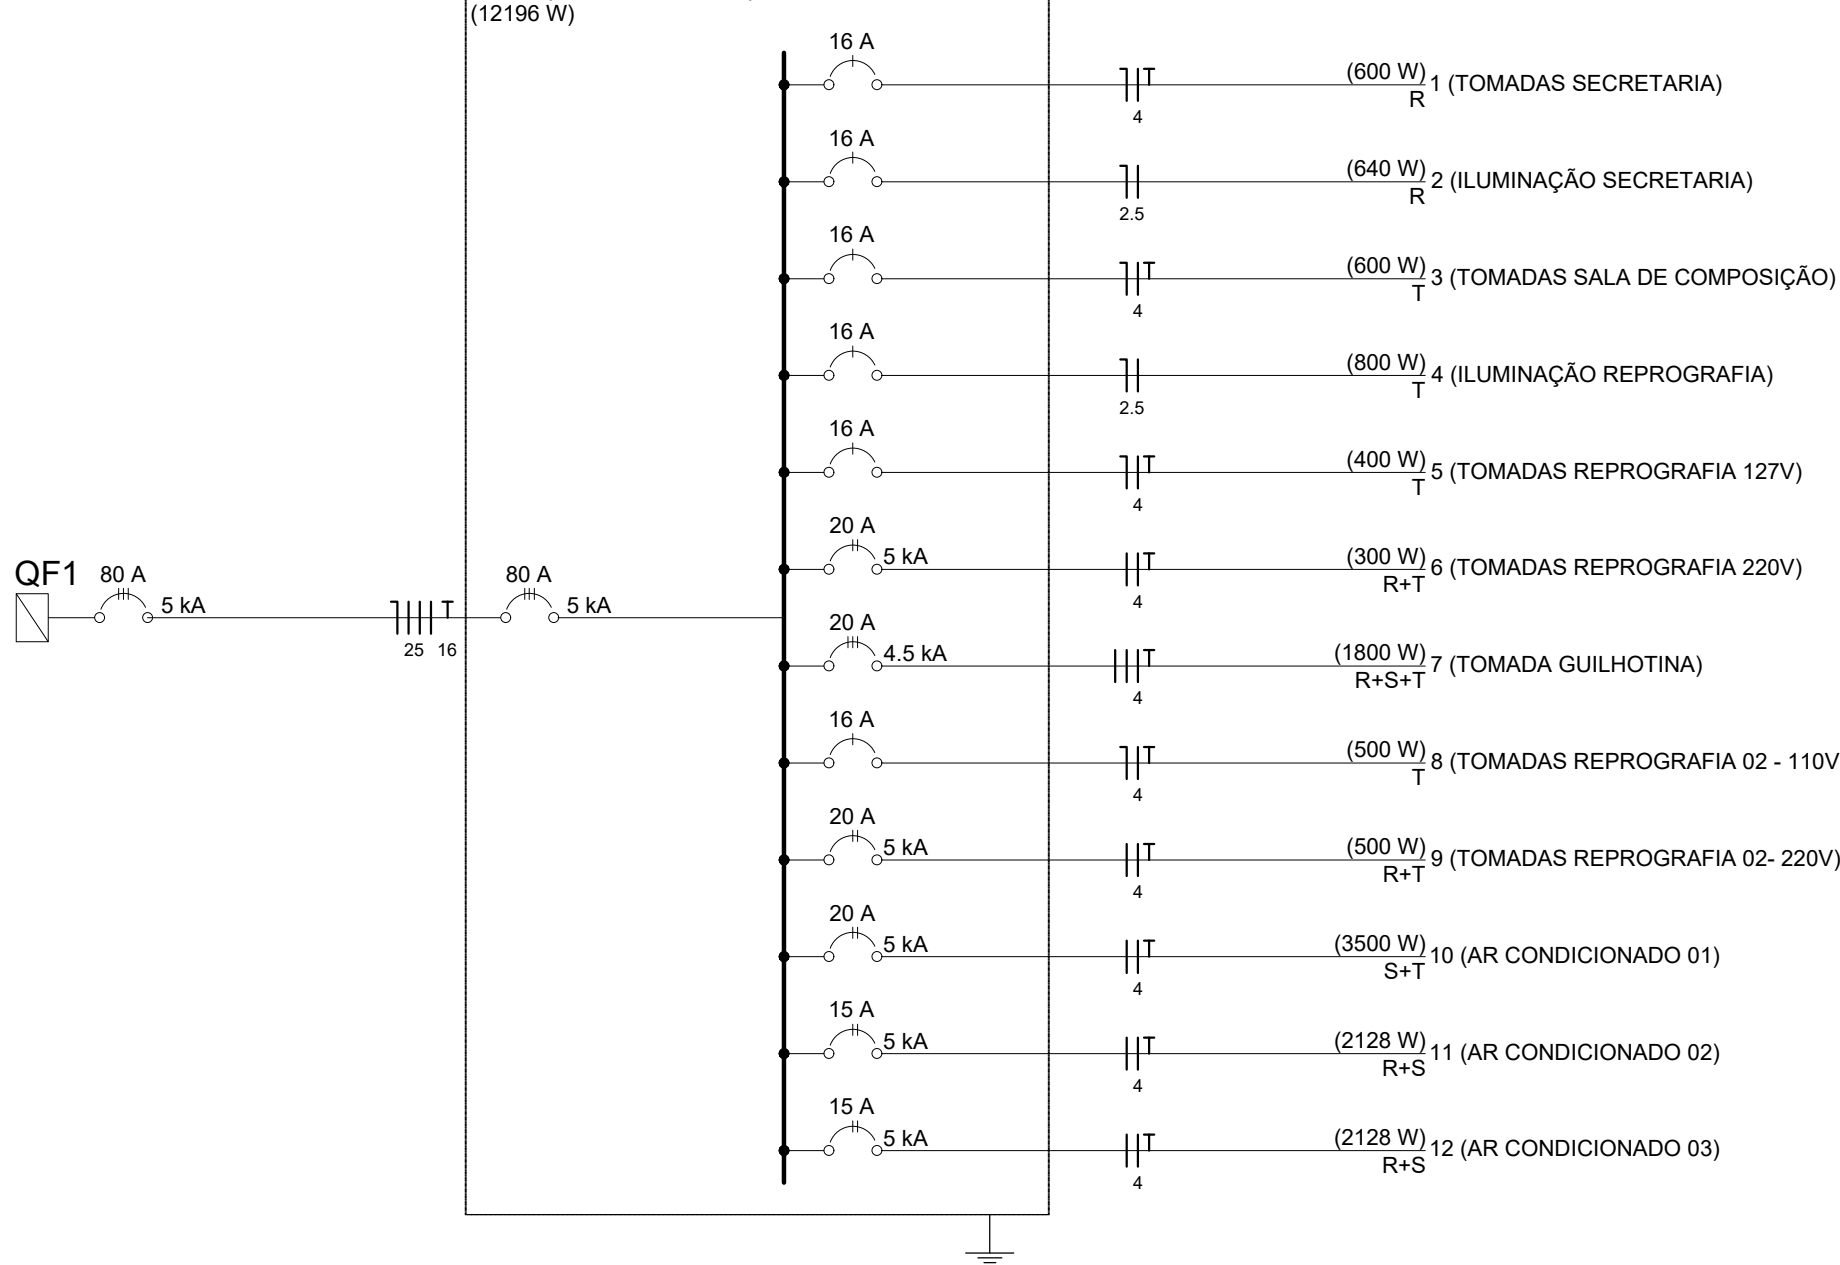 (12196 W)
16 A
(600 W)
1 (TOMADAS SECRETARIA)
R
4
16 A
(640 W)
2 (ILUMINAÇÃO SECRETARIA)
R
2.5
16 A
(600 W)
3 (TOMADAS SALA DE COMPOSIÇÃO)
T
4
16 A
(800 W)
4 (ILUMINAÇÃO REPROGRAFIA)
T
2.5
16 A
(400 W)
5 (TOMADAS REPROGRAFIA 127V)
T
4
20 A
5 kA
(300 W)
6 (TOMADAS REPROGRAFIA 220V)
R+T
4
QF1
80 A
5 kA
25 16
80 A
5 kA
20 A
4.5 kA
(1800 W)
7 (TOMADA GUILHOTINA)
R+S+T
4
16 A
(500 W)
8 (TOMADAS REPROGRAFIA 02 - 110V
T
4
20 A
5 kA
(500 W)
9 (TOMADAS REPROGRAFIA 02- 220V)
R+T
4
20 A
5 kA
(3500 W)
10 (AR CONDICIONADO 01)
S+T
4
15 A
5 kA
(2128 W)
11 (AR CONDICIONADO 02)
R+S
4
15 A
5 kA
(2128 W)
12 (AR CONDICIONADO 03)
R+S
4